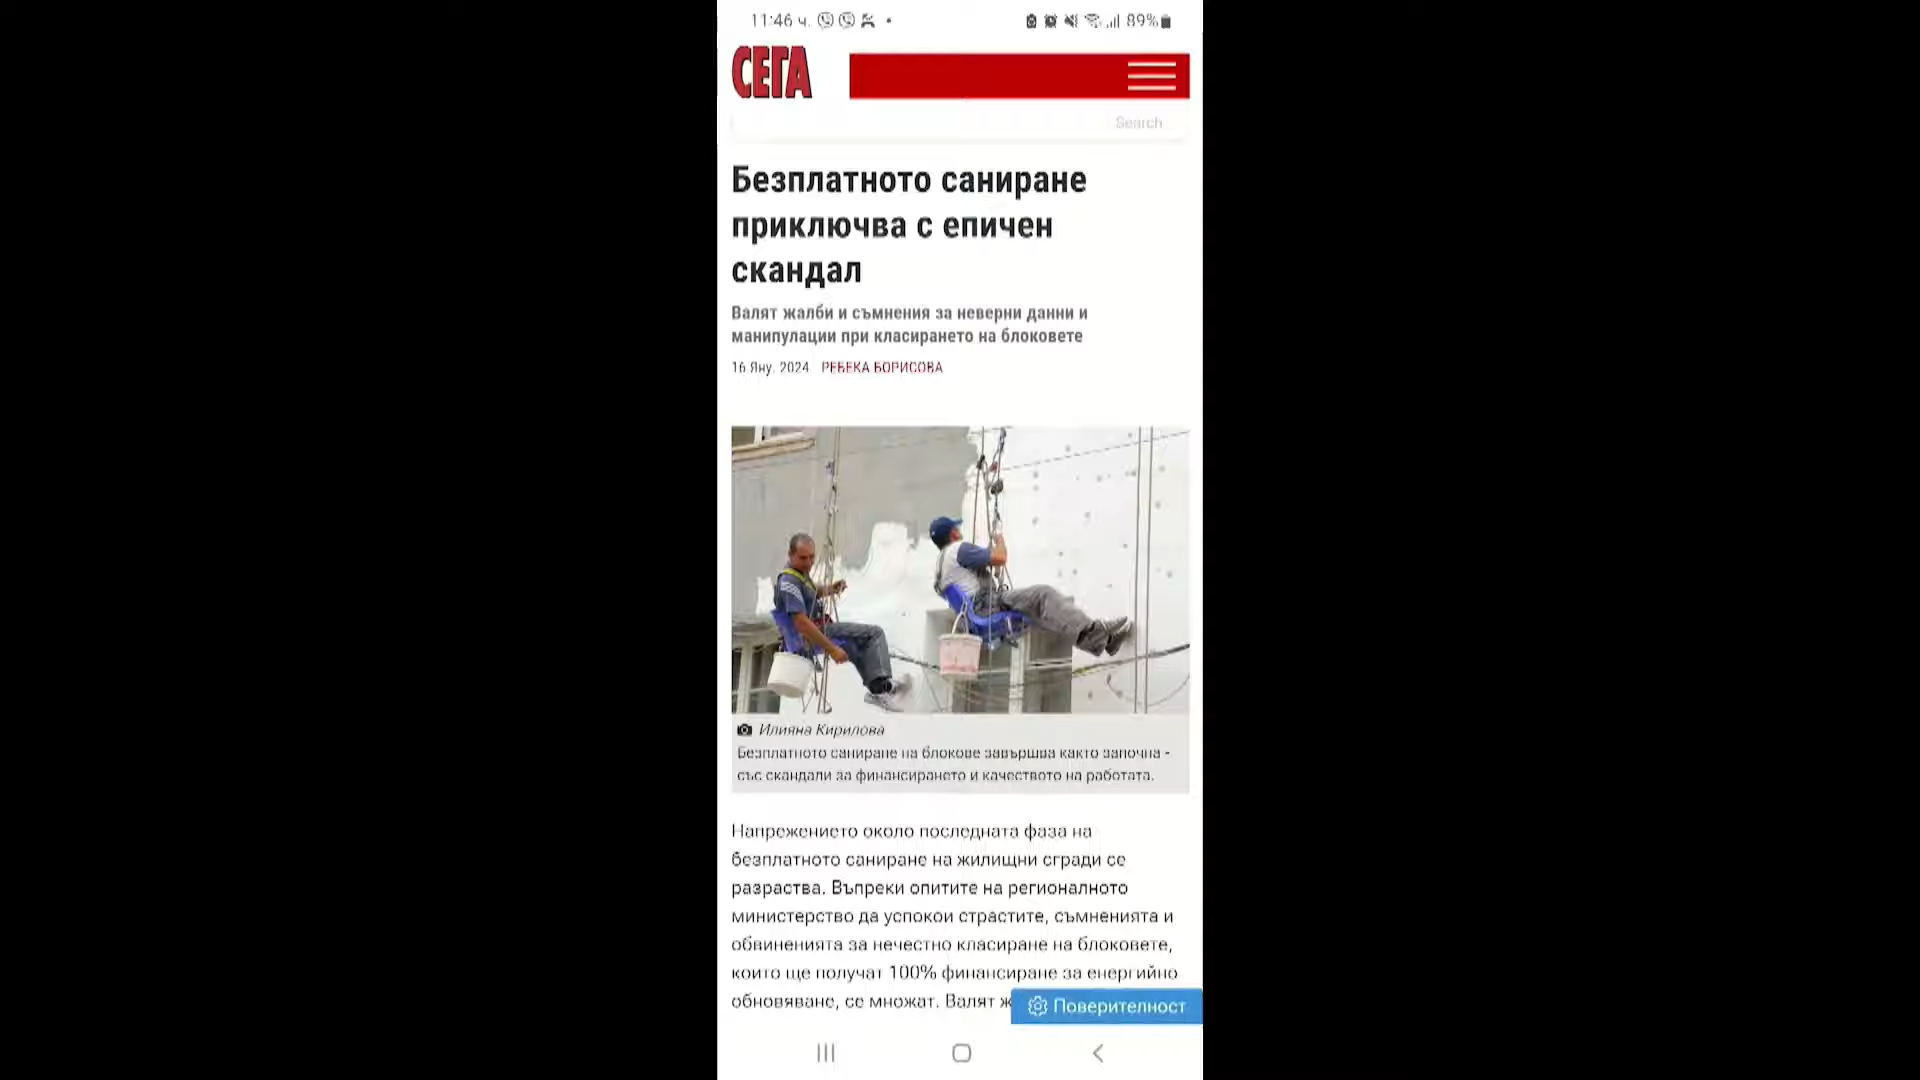 11:46 ч.
89%
СЕГА
Search
Безплатното саниране
приключва с епичен
скандал
Валят жалби и съмнения за неверни данни и
манипулации при класирането на блоковете
16 Яну. 2024 РЕБЕКА БОРИСОВА
Илияна Кирилова
Безплатното саниране на блокове завършва както започна -
със скандали за финансирането и качеството на работата.
Напрежението около последната фаза на
безплатното саниране на жилищни сгради се
разраства. Въпреки опитите на регионалното
министерство да успокои страстите, съмненията и
обвиненията за нечестно класиране на блоковете,
които ще получат 100% финансиране за енергийно
обновяване, се множат. Валят ж
Поверителност